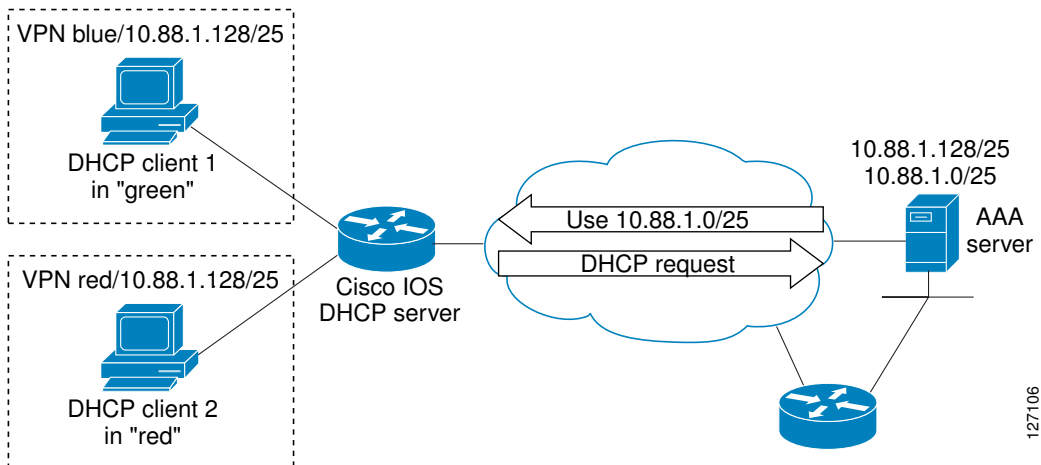 VPN blue/10.88.1.128/25
DHCP client 1
in "green"
VPN red/10.88.1.128/25
DHCP client 2
in "red"
Cisco IOS
DHCP server
Use 10.88.1.0/25
DHCP request
10.88.1.128/25
10.88.1.0/25
AAA
server
127106